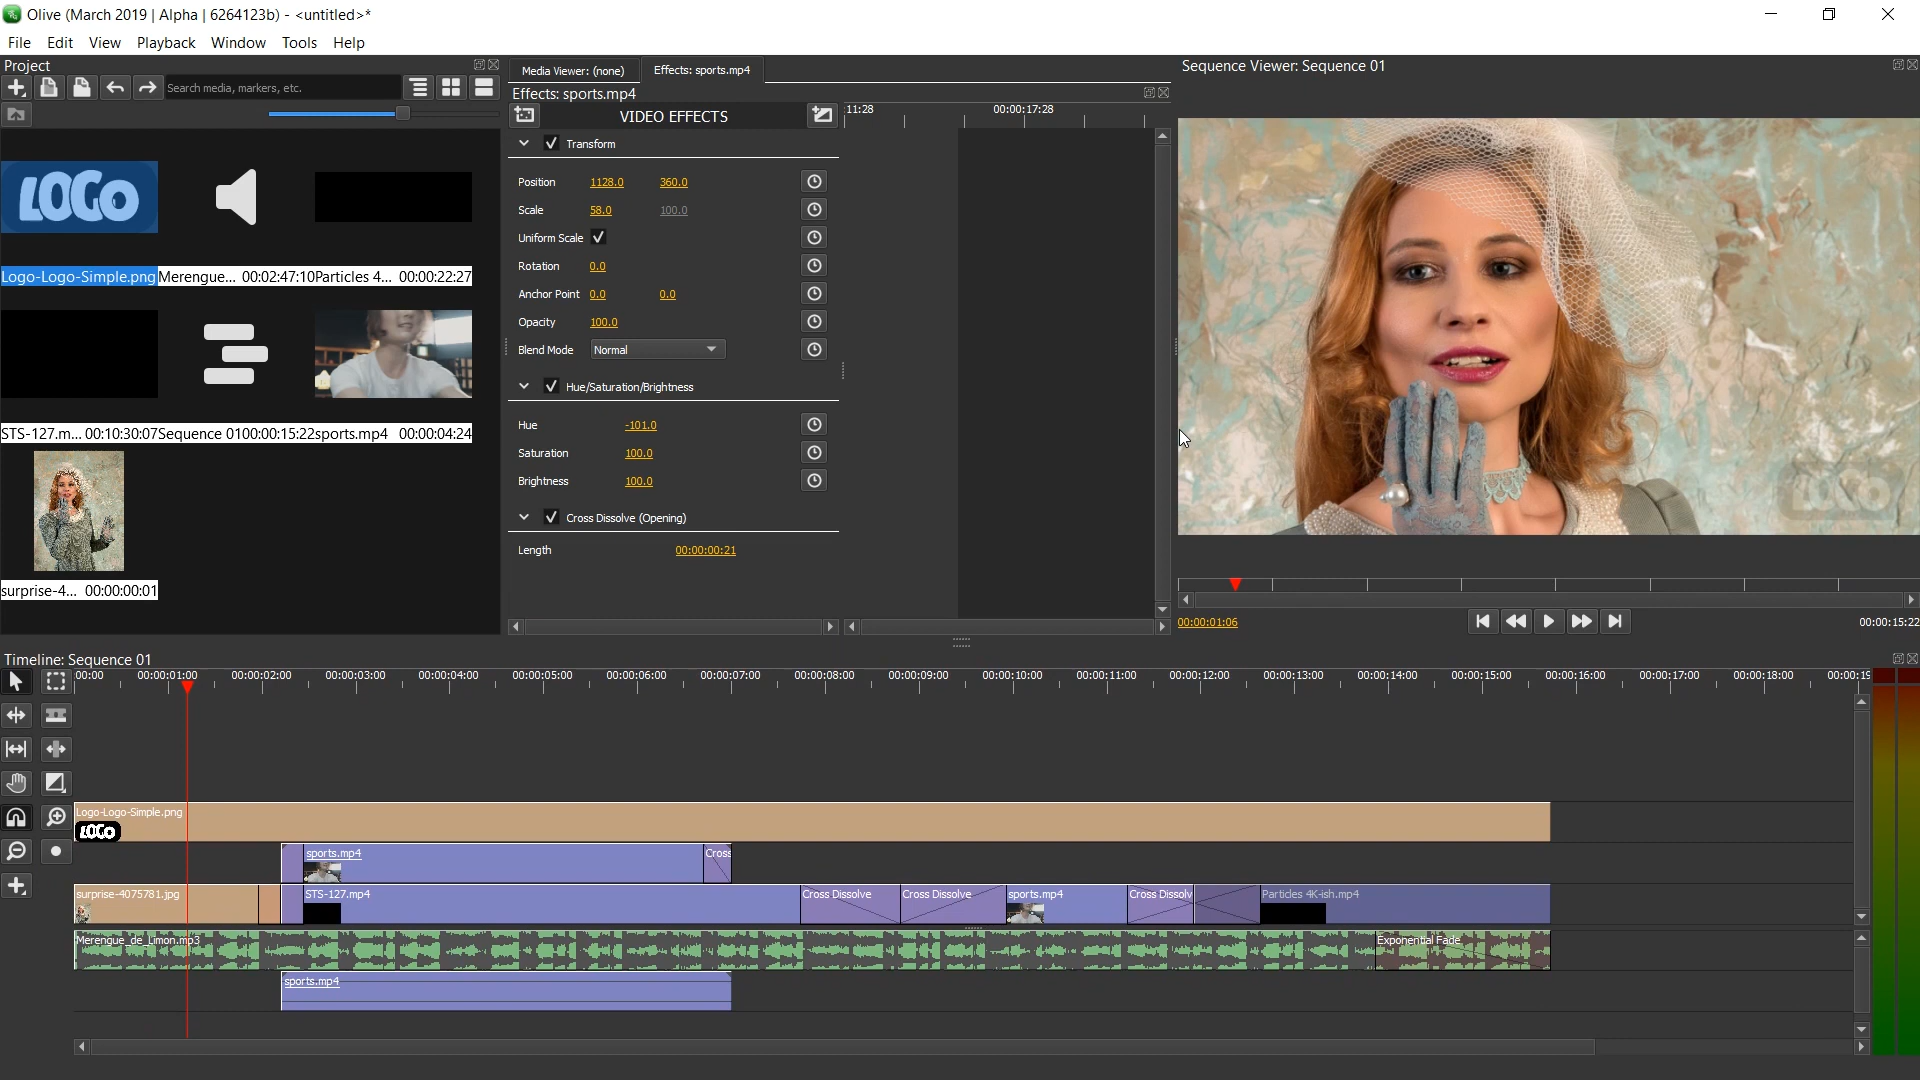 Olive (March 2019 | Alpha | 6264123b) - <untitled>*
File Edit View Playback Window Tools Help
Project
Search media, markers, etc.
LOGO
Logo-Logo-Simple.png Merengue... 00:02:47:10 Particles 4... 00:00:22:27
STS-127.m... 00:10:30:07 Sequence 01 00:00:15:22 sports.mp4 00:00:04:24
surprise-4... 00:00:00:01
Media Viewer: (none) Effects: sports.mp4
Effects: sports.mp4
VIDEO EFFECTS
11:28 00:00:17:28
Transform
Position 1128.0 360.0
Scale 58.0 100.0
Uniform Scale
Rotation 0.0
Anchor Point 0.0 0.0
Opacity 100.0
Blend Mode Normal
Hue/Saturation/Brightness
Hue -101.0
Saturation 100.0
Brightness 100.0
Cross Dissolve (Opening)
Length 00:00:00:21
Sequence Viewer: Sequence 01
LOGO
00:00:01:06 00:00:15:22
Timeline: Sequence 01
00:00 00:00:01:00 00:00:02:00 00:00:03:00 00:00:04:00 00:00:05:00 00:00:06:00 00:00:07:00 00:00:08:00 00:00:09:00 00:00:10:00 00:00:11:00 00:00:12:00 00:00:13:00 00:00:14:00 00:00:15:00 00:00:16:00 00:00:17:00 00:00:18:00 00:00:19
Logo-Logo-Simple.png
LOGO
sports.mp4 Cross
surprise-4075781.jpg STS-127.mp4 Cross Dissolve Cross Dissolve sports.mp4 Cross Dissolv Particles 4K-ish.mp4
Merengue_de_Limon.mp3 Exponential Fade
sports.mp4